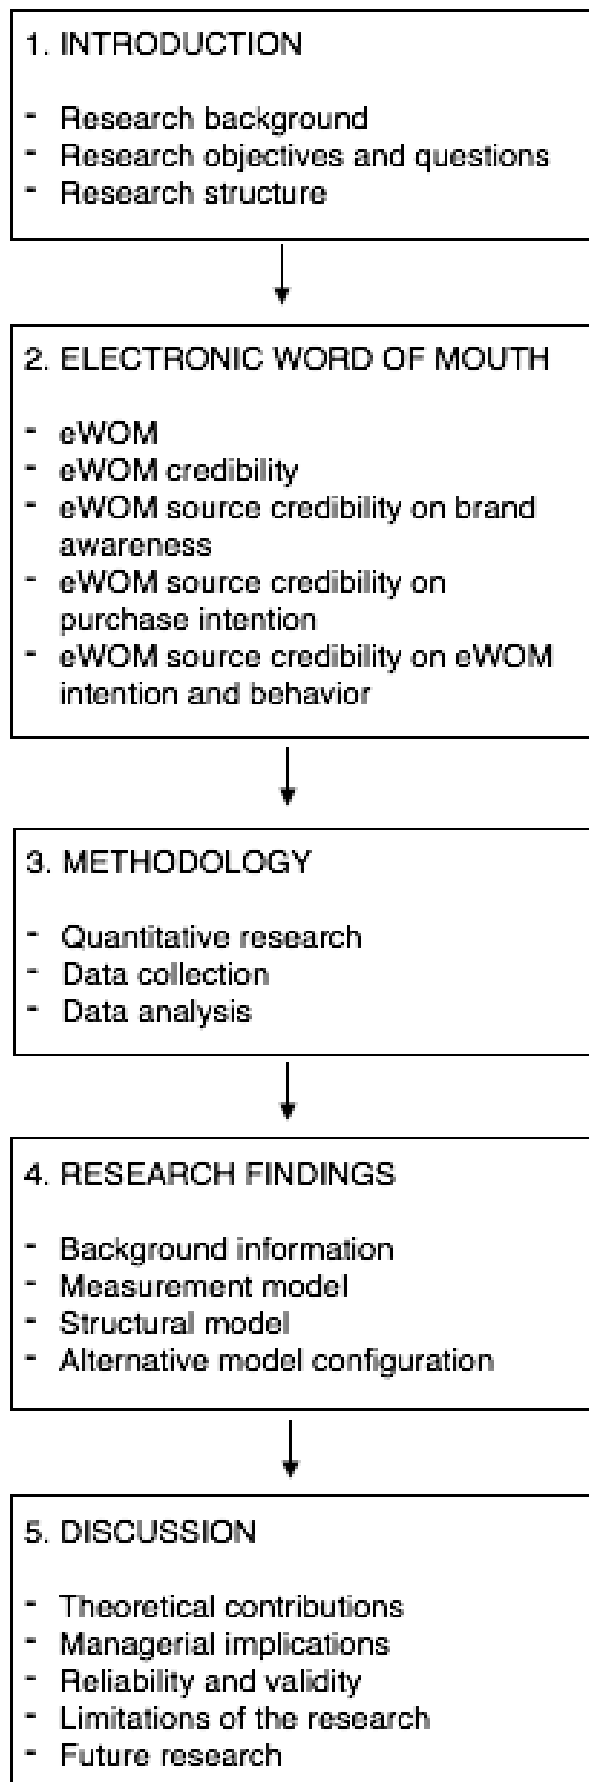 1. INTRODUCTION
- Research background
- Research objectives and questions
- Research structure
2. ELECTRONIC WORD OF MOUTH
- eWOM
- eWOM credibility
- eWOM source credibility on brand
awareness
- eWOM source credibility on
purchase intention
- eWOM source credibility on eWOM
intention and behavior
3. METHODOLOGY
- Quantitative research
- Data collection
- Data analysis
4. RESEARCH FINDINGS
- Background information
- Measurement model
- Structural model
- Alternative model configuration
5. DISCUSSION
- Theoretical contributions
- Managerial implications
- Reliability and validity
- Limitations of the research
- Future research